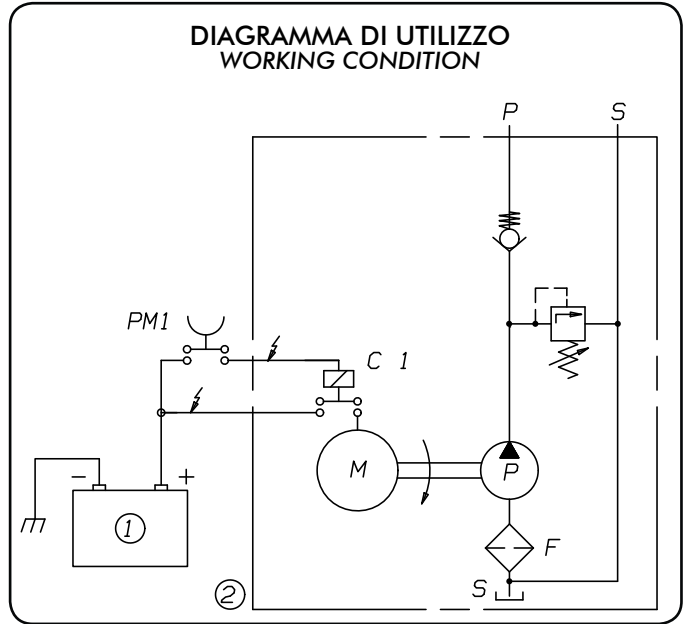 DIAGRAMMA DI UTILIZZO
WORKING CONDITION
P S
PM1
C 1
M
P
- +
1
F
S
2